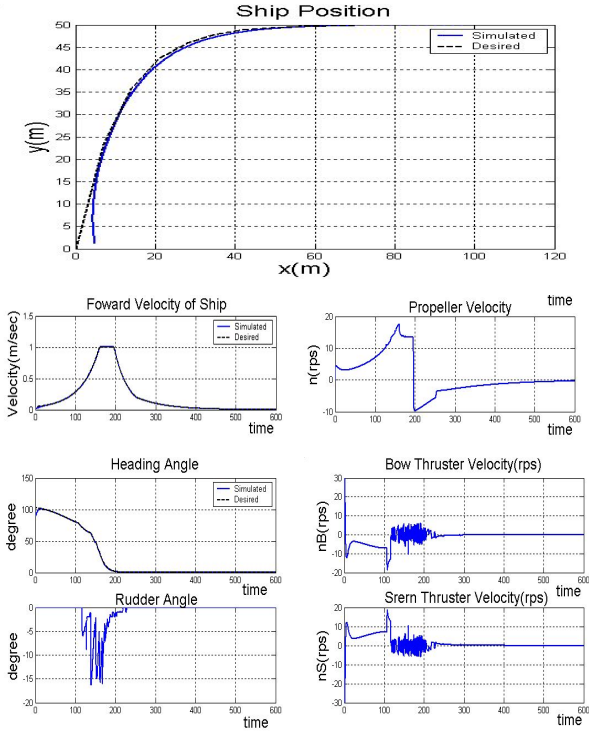 Ship Position
50
45
40
35
30
25
20
15
10
5
0
y(m)
Simulated
Desired
0 20 40 60 80 100 120
x(m)
Foward Velocity of Ship
1.5
1
0.5
0
Velocity(m/sec)
Simulated
Desired
0 100 200 300 400 500 600
time
time
Propeller Velocity
20
10
0
-10
n(rps)
0 100 200 300 400 500 600
time
Heading Angle
150
100
50
0
degree
Simulated
Desired
0 100 200 300 400 500 600
time
Bow Thruster Velocity(rps)
30
20
10
0
-10
-20
nB(rps)
0 100 200 300 400 500 600
time
Rudder Angle
0
-5
-10
-15
-20
degree
0 200 400 600
time
Srern Thruster Velocity(rps)
20
10
0
-10
-20
-30
nS(rps)
0 100 200 300 400 500 600
time